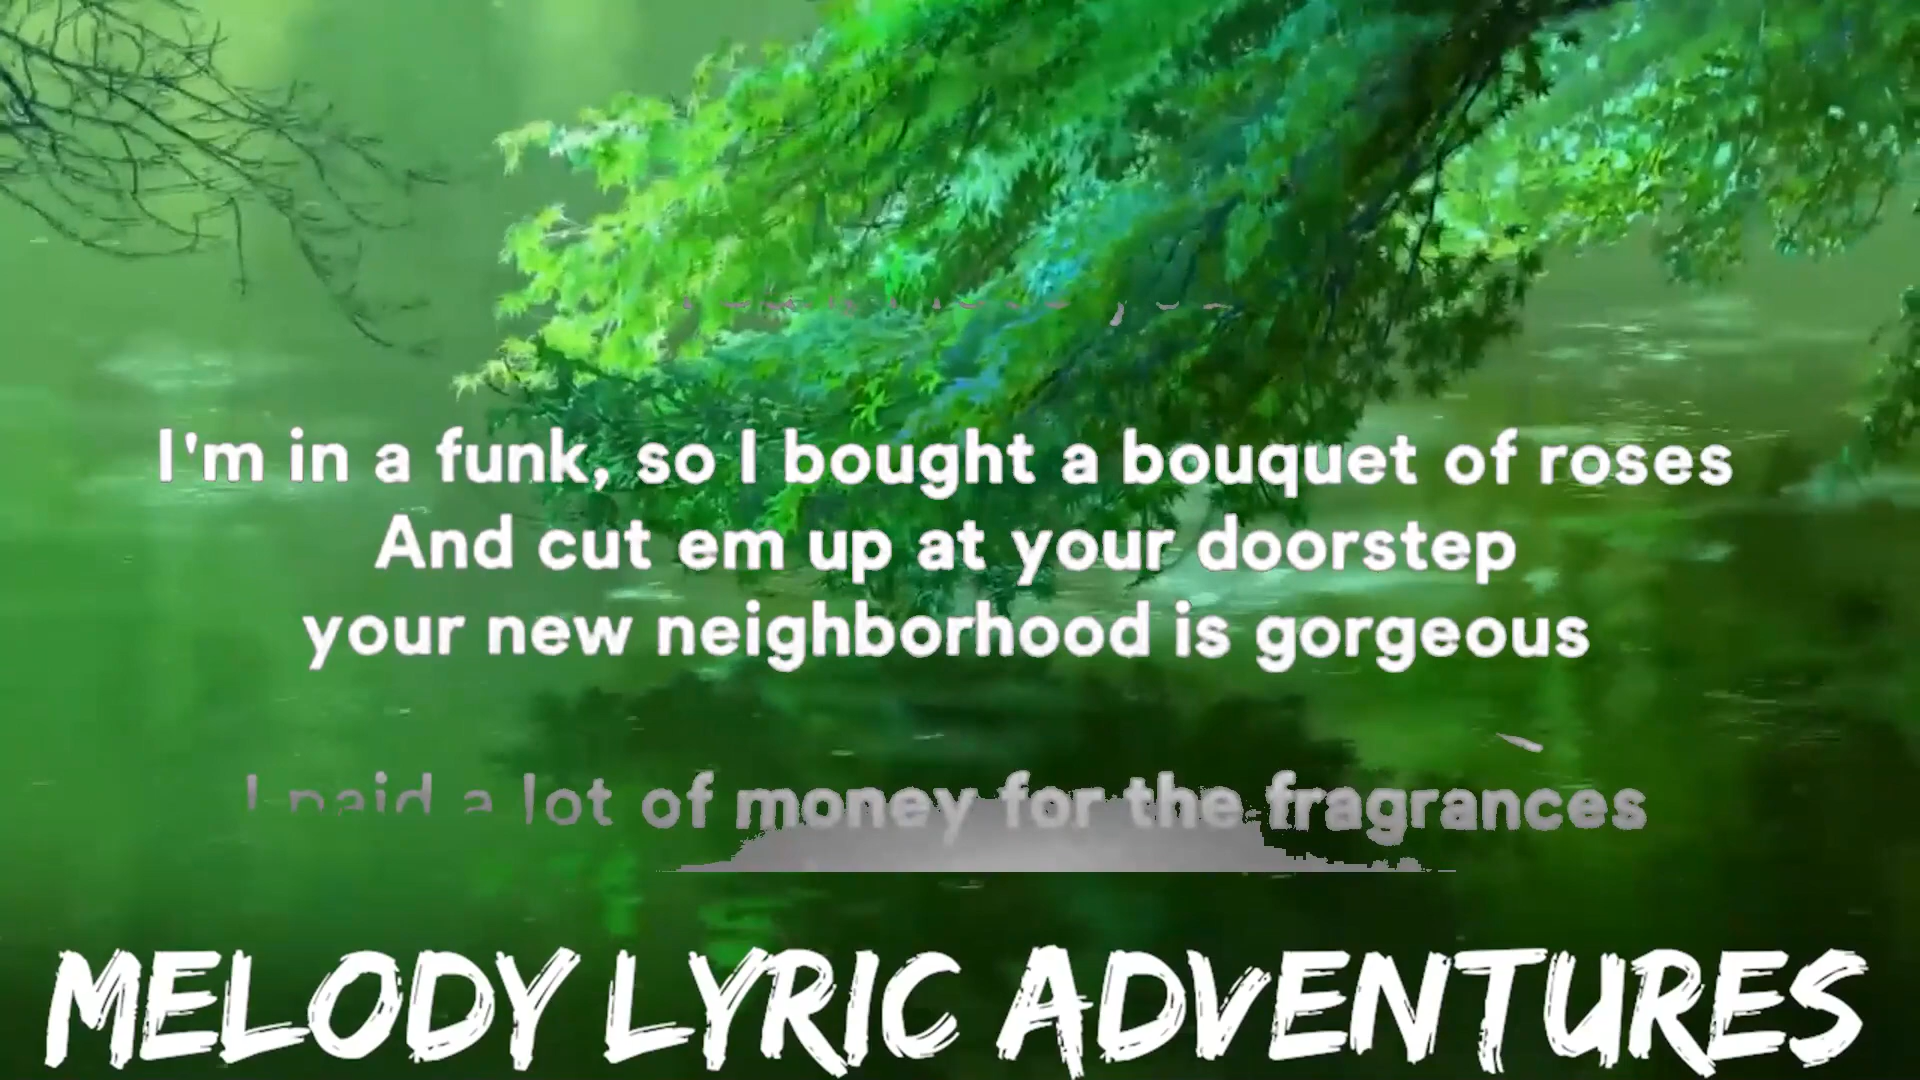 I'm in a funk, so I bought a bouquet of roses
And cut em up at your doorstep
your new neighborhood is gorgeous
I paid a lot of money for the fragrances
MELODY LYRIC ADVENTURES